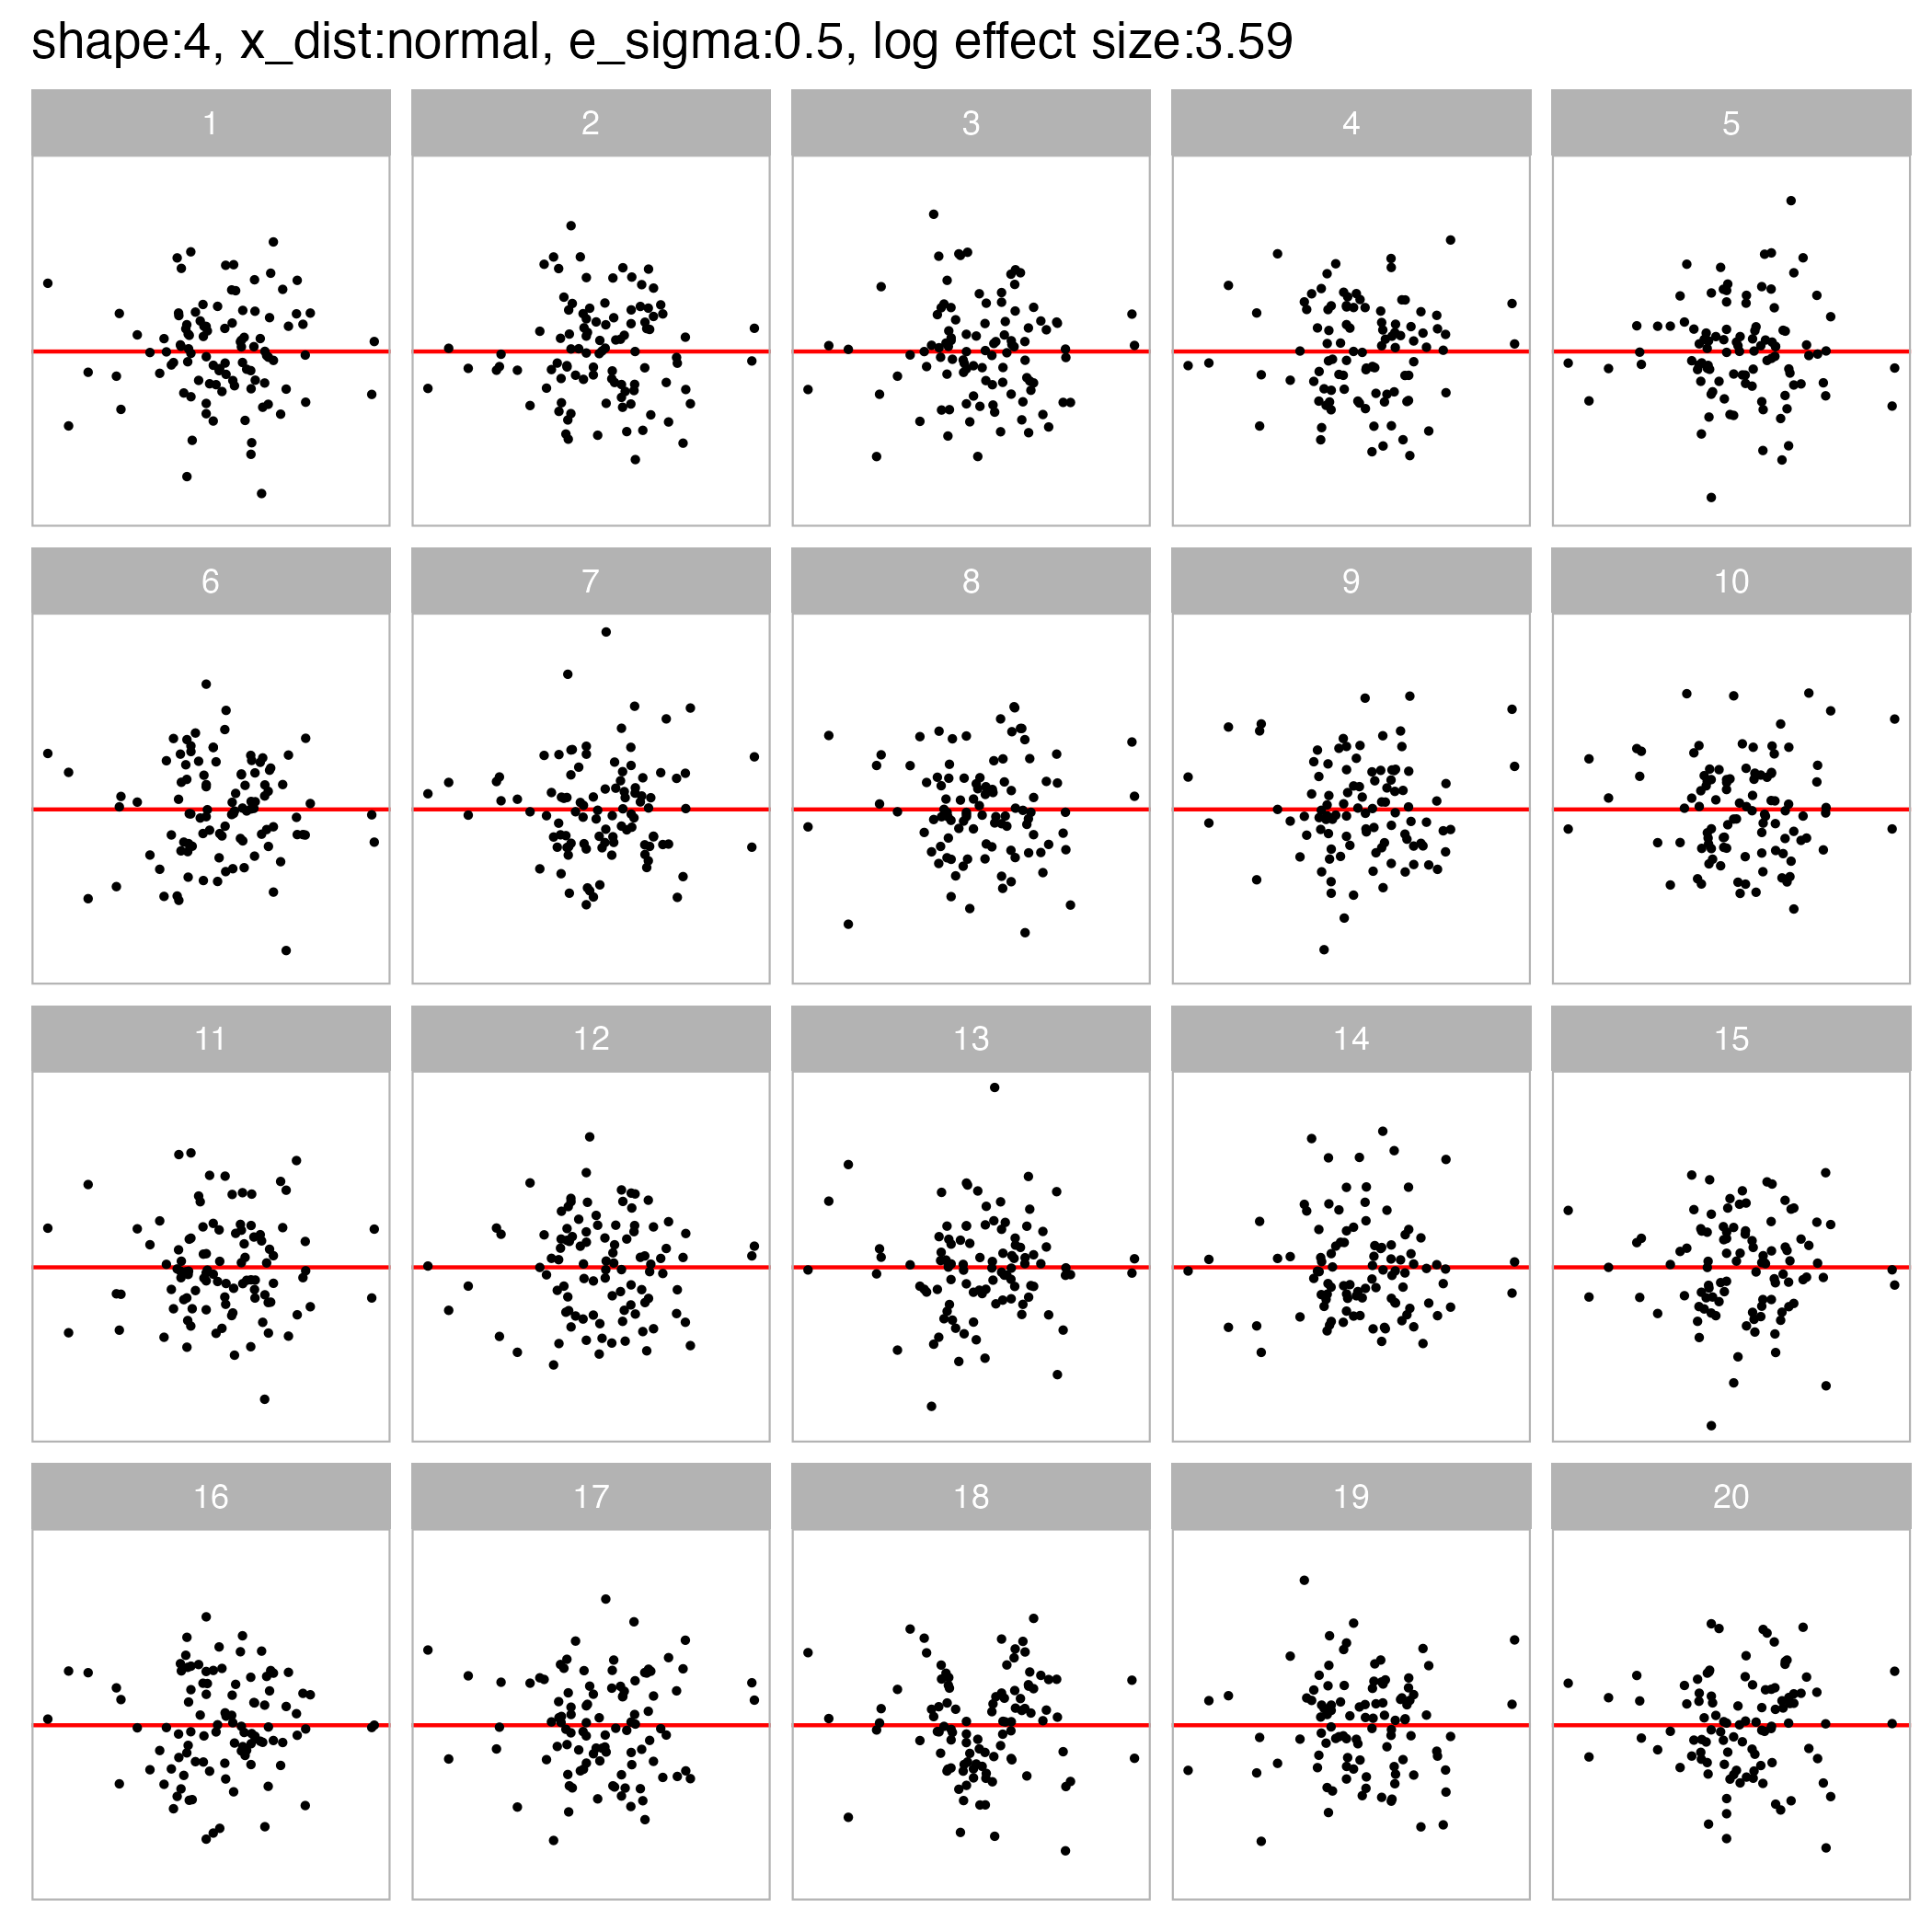 shape:4, x_dist:normal, e_sigma:0.5, log effect size:3.59
1 2 3 4 5
6 7 8 9 10
11 12 13 14 15
16 17 18 19 20